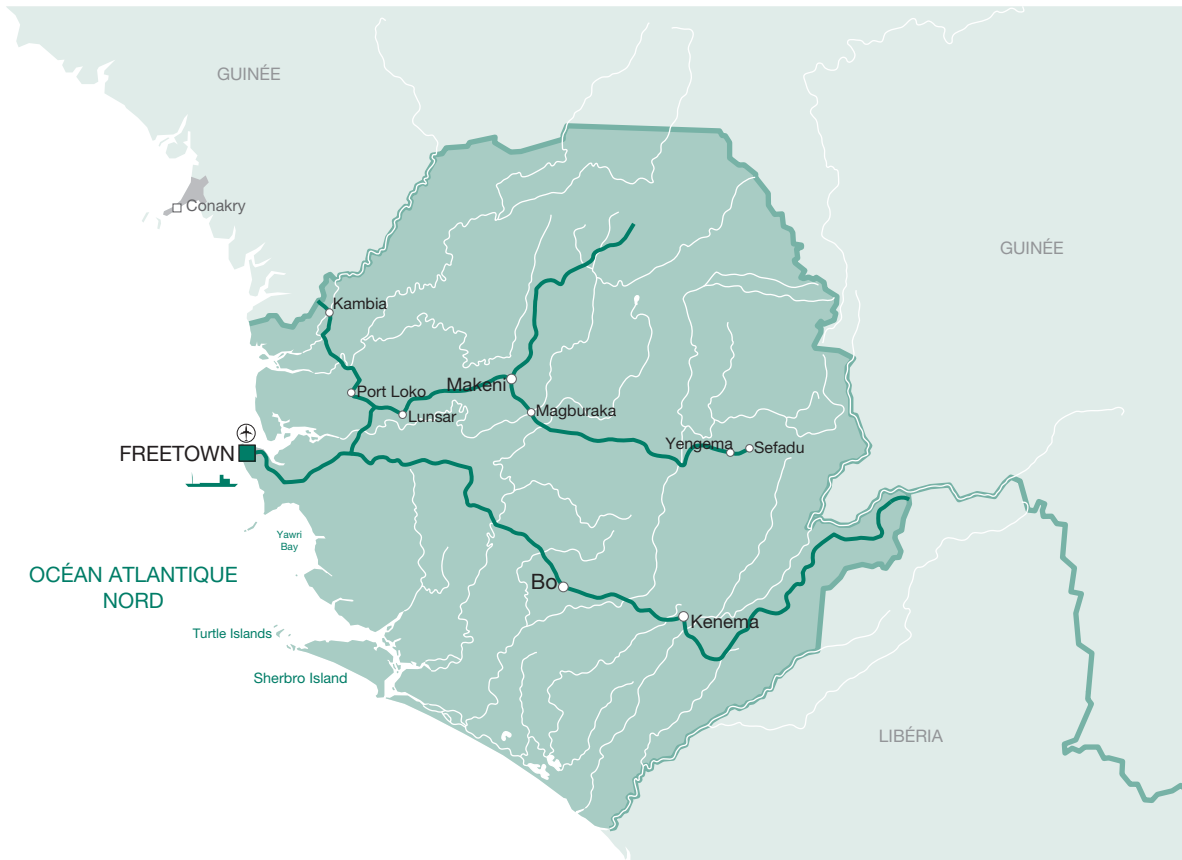 GUINÉE
Conakry
GUINÉE
Kambia
Makeni
Port Loko
Lunsar
Magburaka
FREETOWN
Yengema
Sefadu
Yawri
Bay
OCÉAN ATLANTIQUE
NORD
Bo
Kenema
Turtle Islands
Sherbro Island
LIBÉRIA